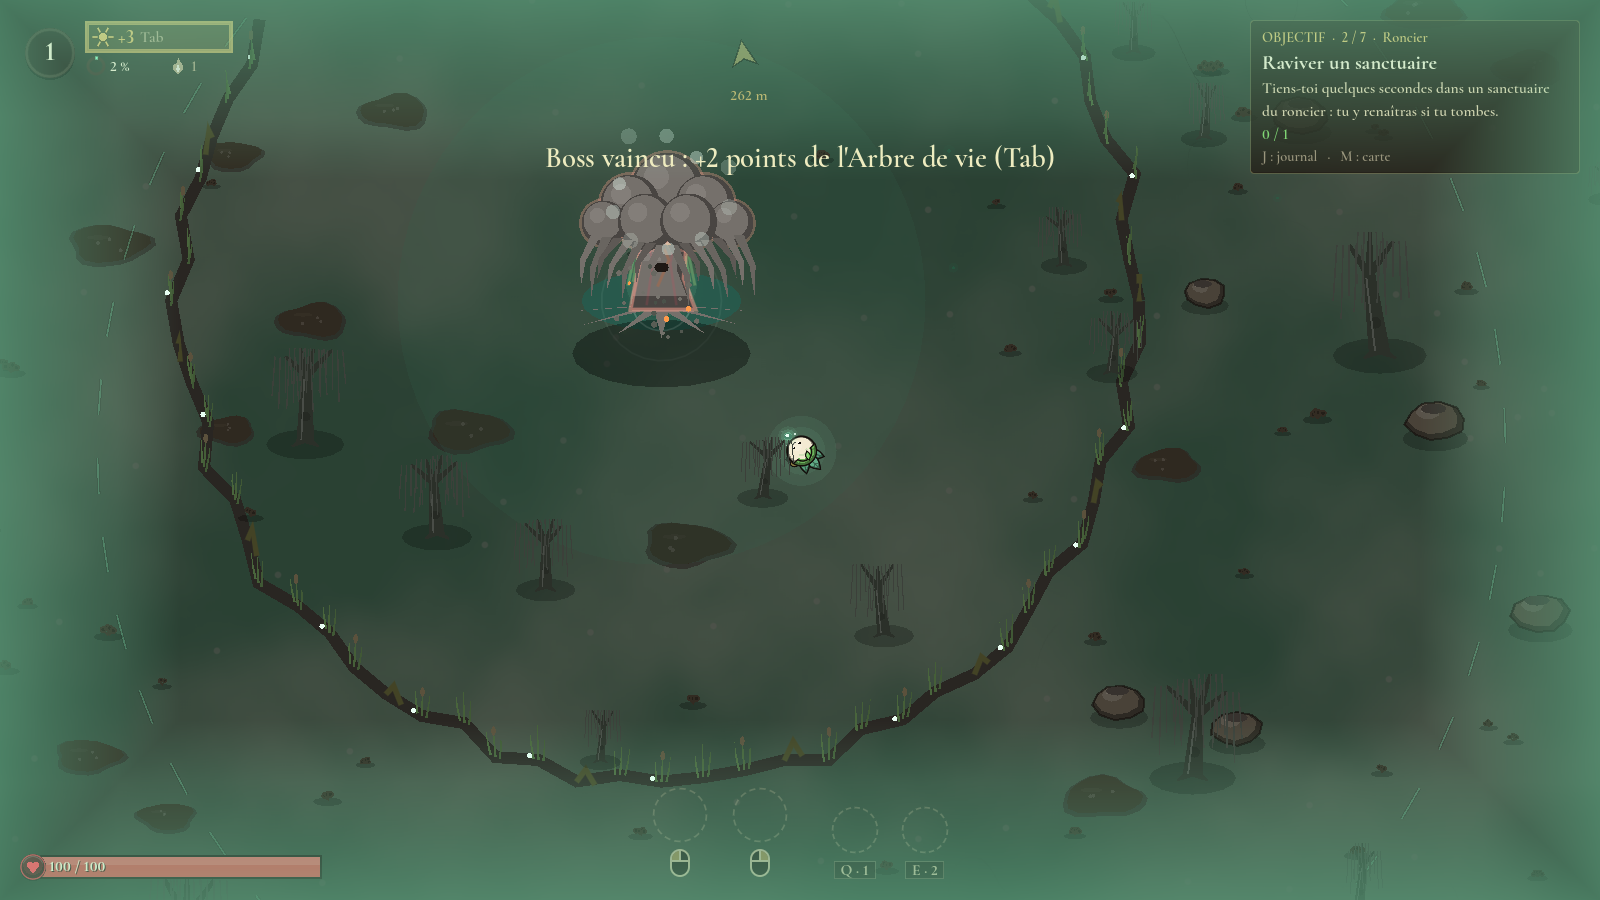 1
+3 Tab
2 %
1
262 m
OBJECTIF · 2 / 7 · Roncier
Raviver un sanctuaire
Tiens-toi quelques secondes dans un sanctuaire
du roncier : tu y renaîtras si tu tombes.
0 / 1
J : journal · M : carte
Boss vaincu : +2 points de l'Arbre de vie (Tab)
100 / 100
Q · 1
E · 2